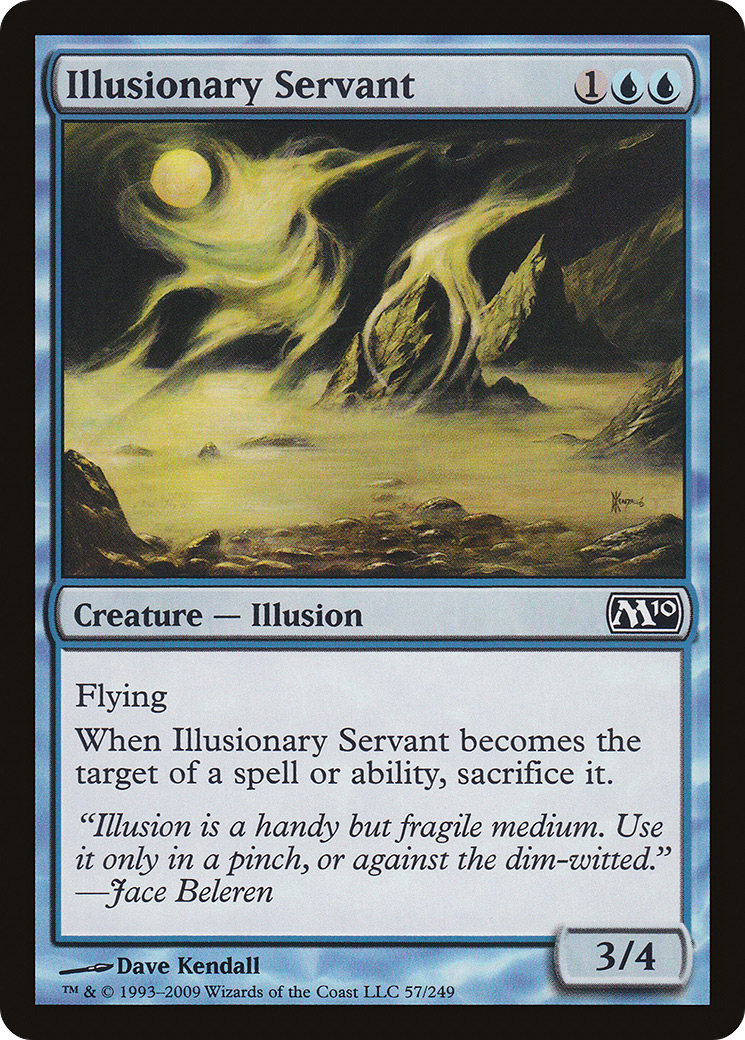 Illusionary Servant 1
Creature — Illusion M10
Flying
When Illusionary Servant becomes the
target of a spell or ability, sacrifice it.
“Illusion is a handy but fragile medium. Use
it only in a pinch, or against the dim-witted.”
—Jace Beleren
3/4
Dave Kendall
™ & © 1993–2009 Wizards of the Coast LLC 57/249